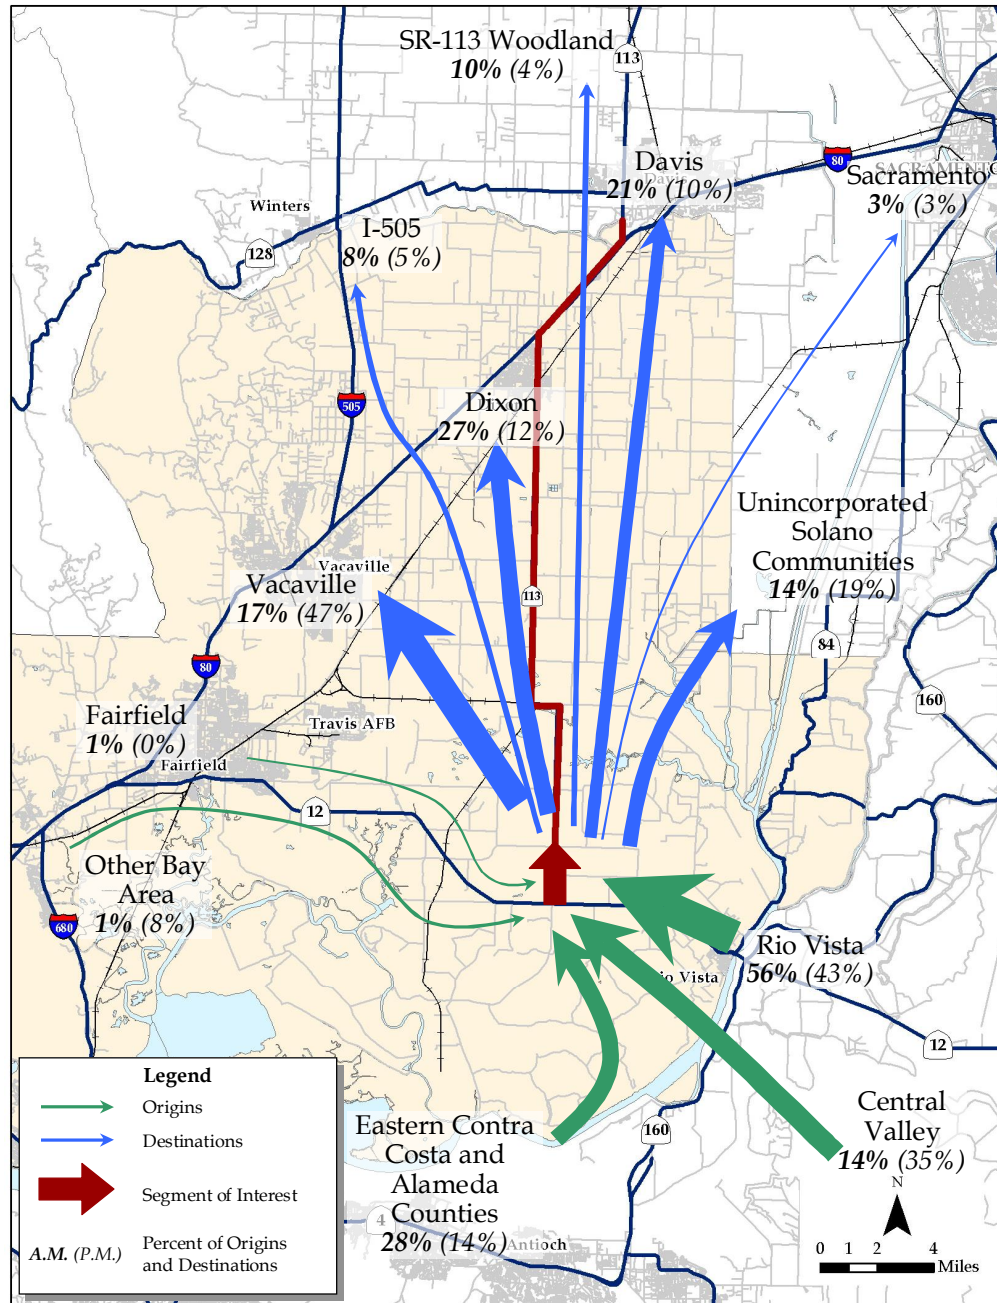 SR-113 Woodland
10% (4%)
113
Davis
21% (10%)
80
SACRAMENTO
Sacramento
3% (3%)
Winters
I-505
8% (5%)
128
505
Dixon
27% (12%)
Unincorporated
Solano
Communities
14% (19%)
Vacaville
Vacaville
17% (47%)
113
84
80
160
Fairfield
1% (0%)
Travis AFB
Fairfield
12
Other Bay
Area
1% (8%)
680
Rio Vista
56% (43%)
Rio Vista
12
Legend
Origins
Destinations
Segment of Interest
A.M. (P.M.)
Percent of Origins
and Destinations
Eastern Contra
Costa and
Alameda
Counties
28% (14%)
4
Antioch
160
Central
Valley
14% (35%)
N
0 1 2 4
Miles